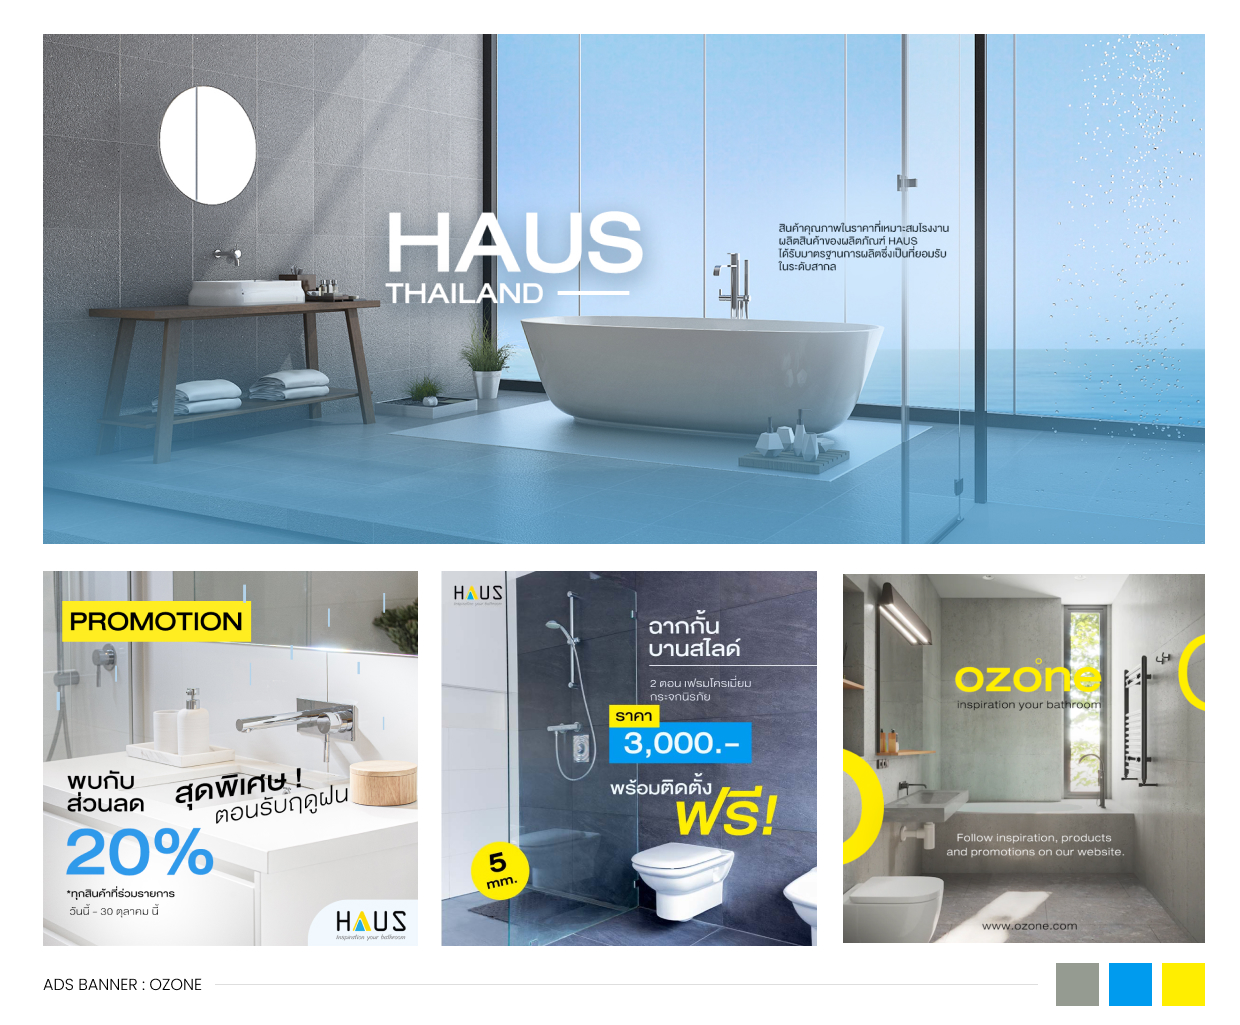 HAUS
THAILAND
สินค้าคุณภาพในราคาที่เหมาะสมโรงงาน
ผลิตสินค้าของผลิตภัณฑ์ HAUS
ได้รับมาตรฐานการผลิตซึ่งเป็นที่ยอมรับ
ในระดับสากล
PROMOTION
พบกับ
ส่วนลด
สุดพิเศษ !
ตอนรับฤดูฝน
20%
*ทุกสินค้าที่ร่วมรายการ
วันนี้ - 30 ตุลาคม นี้
HAUS
Inspiration your bathroom
HAUS
Inspiration your bathroom
ฉากกั้น
บานสไลด์
2 ตอน เฟรมโครเมี่ยม
กระจกนิรภัย
ราคา
3,000.-
พร้อมติดตั้ง
ฟรี!
5
mm.
ozone
inspiration your bathroom
Follow inspiration, products
and promotions on our website.
www.ozone.com
ADS BANNER : OZONE